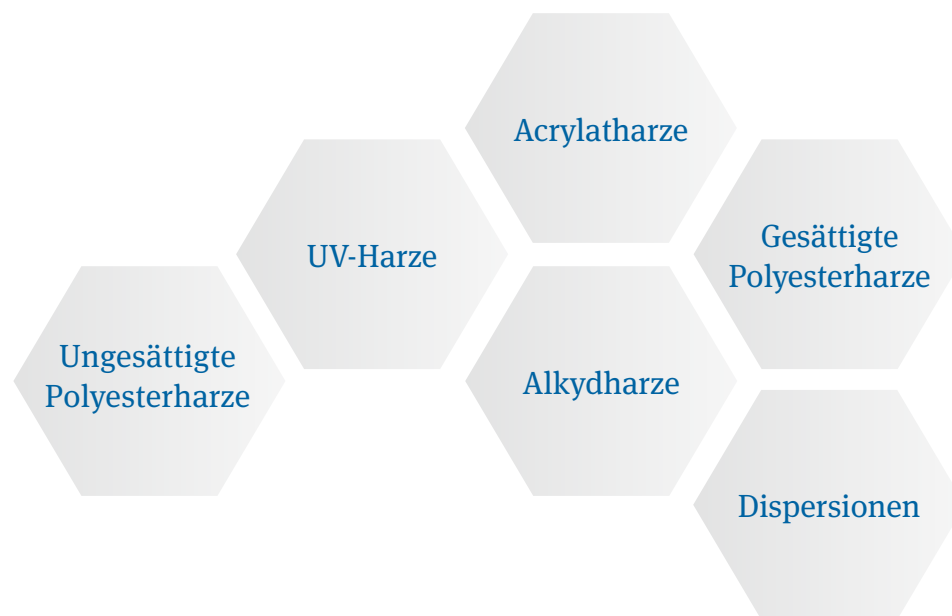 Acrylatharze
UV-Harze
Gesättigte
Polyesterharze
Ungesättigte
Polyesterharze
Alkydharze
Dispersionen